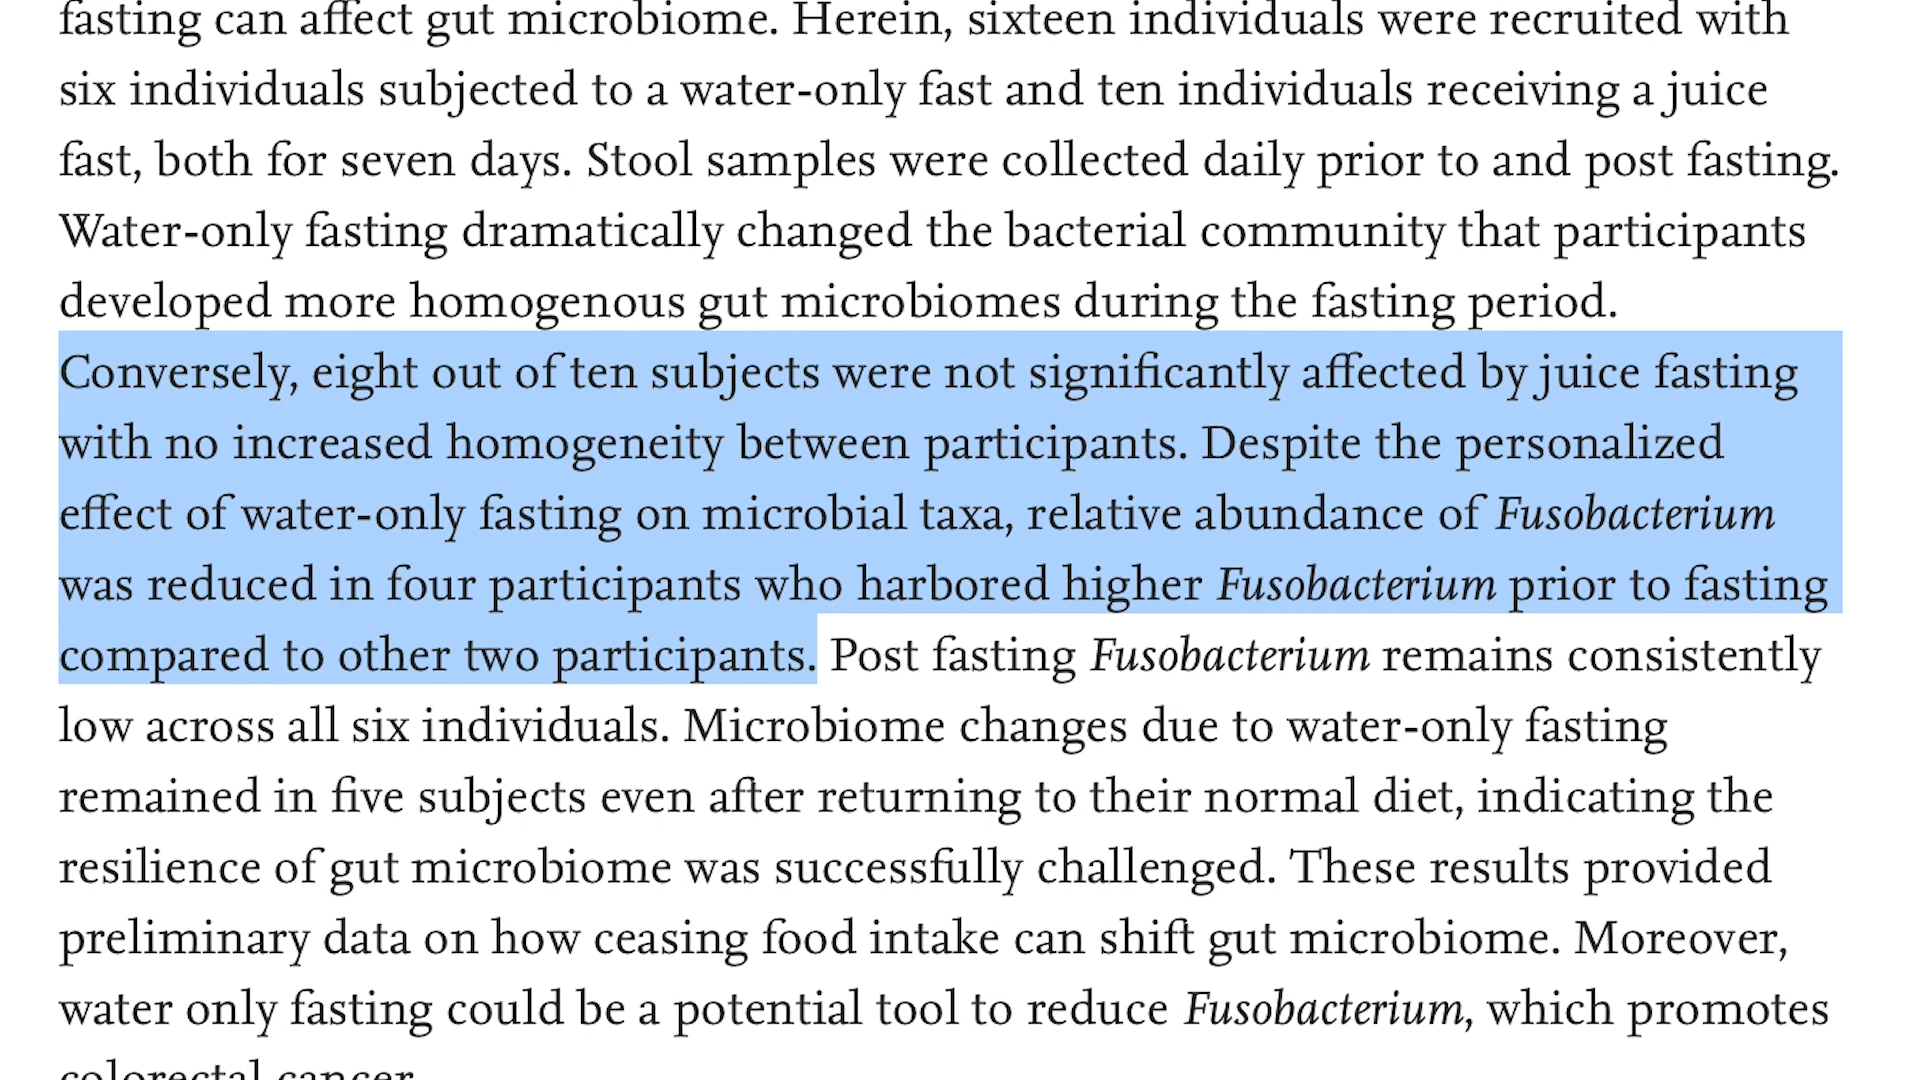 fasting can affect gut microbiome. Herein, sixteen individuals were recruited with
six individuals subjected to a water-only fast and ten individuals receiving a juice
fast, both for seven days. Stool samples were collected daily prior to and post fasting.
Water-only fasting dramatically changed the bacterial community that participants
developed more homogenous gut microbiomes during the fasting period.
Conversely, eight out of ten subjects were not significantly affected by juice fasting
with no increased homogeneity between participants. Despite the personalized
effect of water-only fasting on microbial taxa, relative abundance of Fusobacterium
was reduced in four participants who harbored higher Fusobacterium prior to fasting
compared to other two participants. Post fasting Fusobacterium remains consistently
low across all six individuals. Microbiome changes due to water-only fasting
remained in five subjects even after returning to their normal diet, indicating the
resilience of gut microbiome was successfully challenged. These results provided
preliminary data on how ceasing food intake can shift gut microbiome. Moreover,
water only fasting could be a potential tool to reduce Fusobacterium, which promotes
colorectal cancer